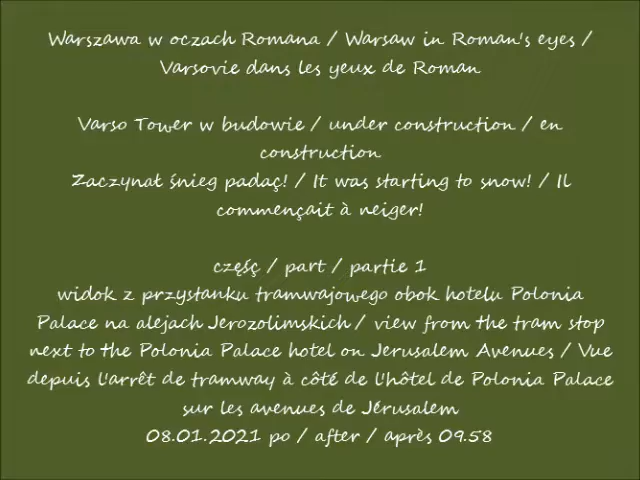 Warszawa w oczach Romana / Warsaw in Roman's eyes /
Varsovie dans les yeux de Roman
Varso Tower w budowie / under construction / en
construction
Zaczynał śnieg padaç! / It was starting to snow! / Il
commençait à neiger!
częśç / part / partie 1
widok z przystanku tramwajowego obok hotelu Polonia
Palace na alejach Jerozolimskich / view from the tram stop
next to the Polonia Palace hotel on Jerusalem Avenues / Vue
depuis l'arrêt de tramway à côté de l'hôtel de Polonia Palace
sur les avenues de Jérusalem
08.01.2021 po / after / après 09.58